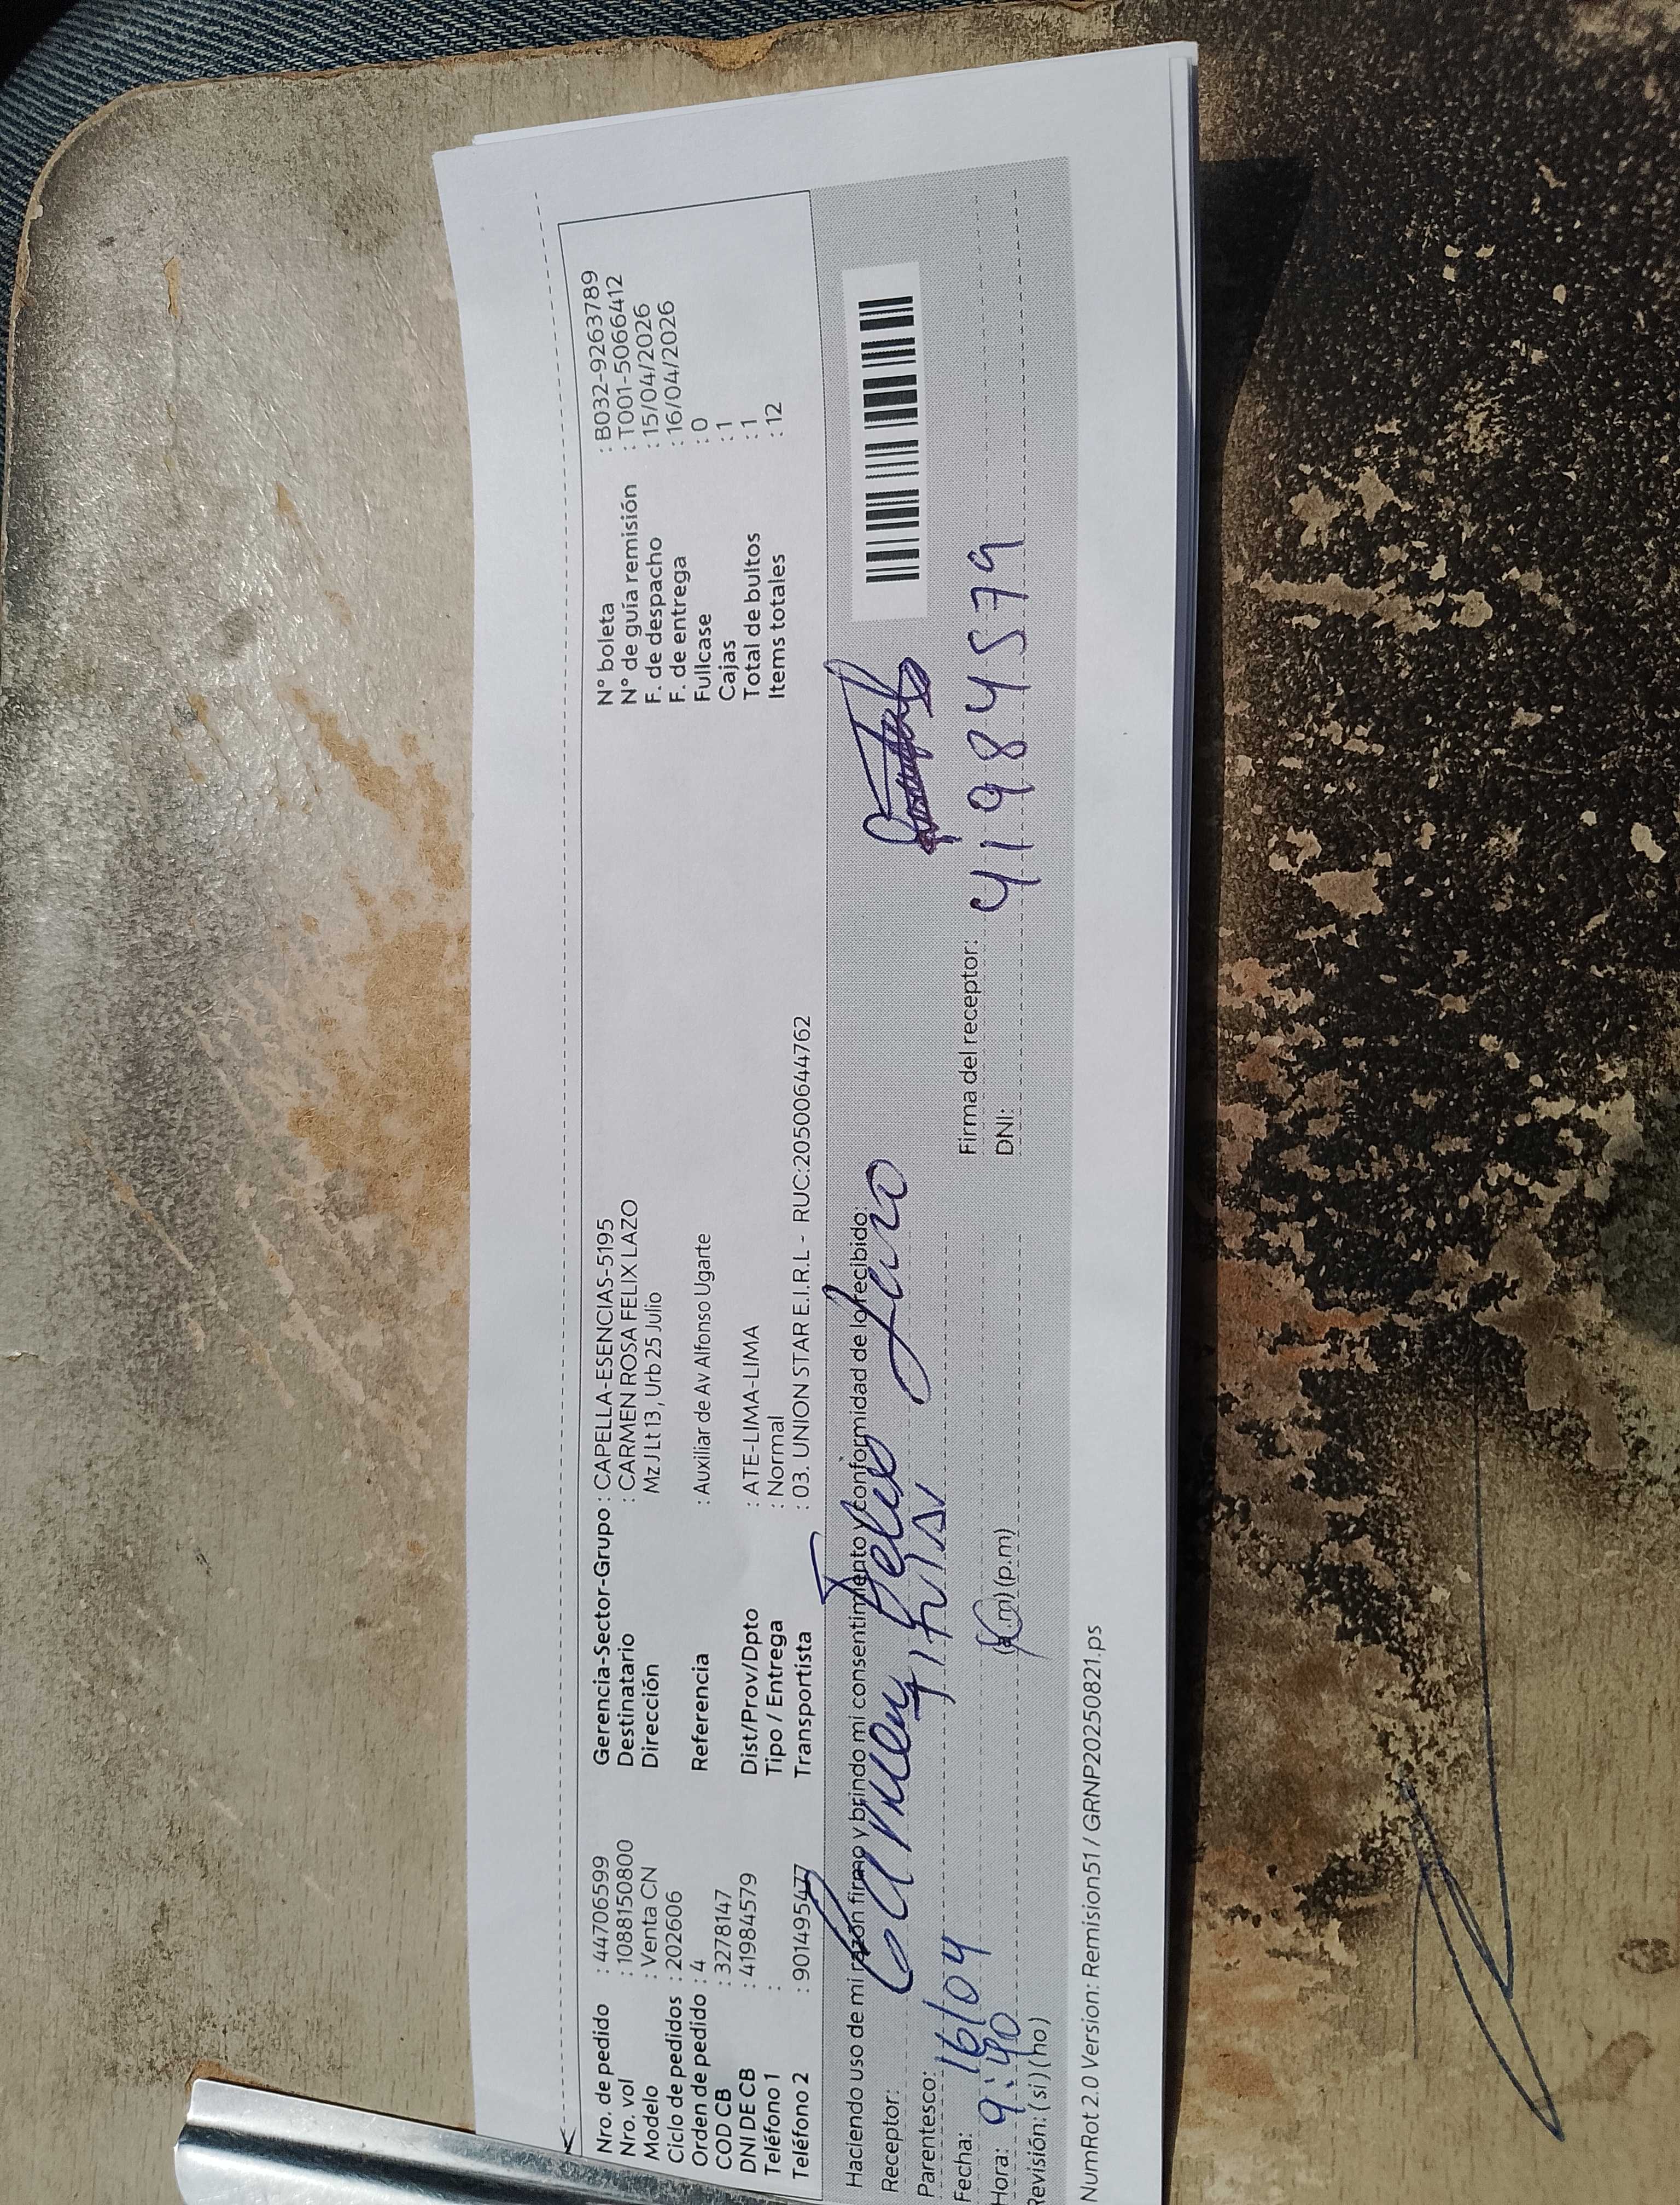 Nro. de pedido : 44706599
Nro. vol : 10881508​00
Modelo : Venta CN
Ciclo de pedidos : 202606
Orden de pedido : 4
COD CB : 3278147
DNI DE CB : 41984579
Teléfono 1 :
Teléfono 2 : 901495477
Gerencia-Sector-Grupo : CAPELLA-ESENCIAS-5195
Destinatario : CARMEN ROSA FELIX LAZO
Dirección Mz J Lt 13, Urb 25 Julio
Referencia : Auxiliar de Av Alfonso Ugarte
Dist/Prov/Dpto : ATE-LIMA-LIMA
Tipo / Entrega : Normal
Transportista : 03. UNION STAR E.I.R.L - RUC:20500644762
N° boleta : B032-9263789
N° de guía remisión : T001-5066412
F. de despacho : 15/04/2026
F. de entrega : 16/04/2026
Fullcase : 0
Cajas : 1
Total de bultos : 1
Items totales : 12
Haciendo uso de mi razón firmo y brindo mi consentimiento y conformidad de lo recibido:
Receptor: Carmen Felix Lazo
Parentesco:
Fecha: 16/04
Hora: 9:40 (a.m) (p.m)
Revisión: (si) (no)
Firma del receptor:
DNI: 41984579
NumRot 2.0 Version: Remision51 / GRNP20250821.ps